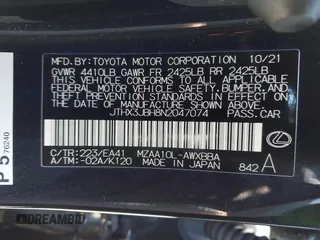 MFD.BY:TOYOTA MOTOR CORPORATION 10/21
GVWR 4410LB GAWR FR 2425LB RR 2425LB
THIS VEHICLE CONFORMS TO ALL APPLICABLE
FEDERAL MOTOR VEHICLE SAFETY, BUMPER,
AND THEFT PREVENTION STANDARDS IN EFFECT
ON THE DATE OF MANUFACTURE SHOWN ABOVE.
JTHX3JBH8N2047074 PASS.CAR
C/TR:223/EA41 MZAA10L-AWXBBA
A/TM:-02A/K120 MADE IN JAPAN 842 A
P 5 76240
DREAMBID